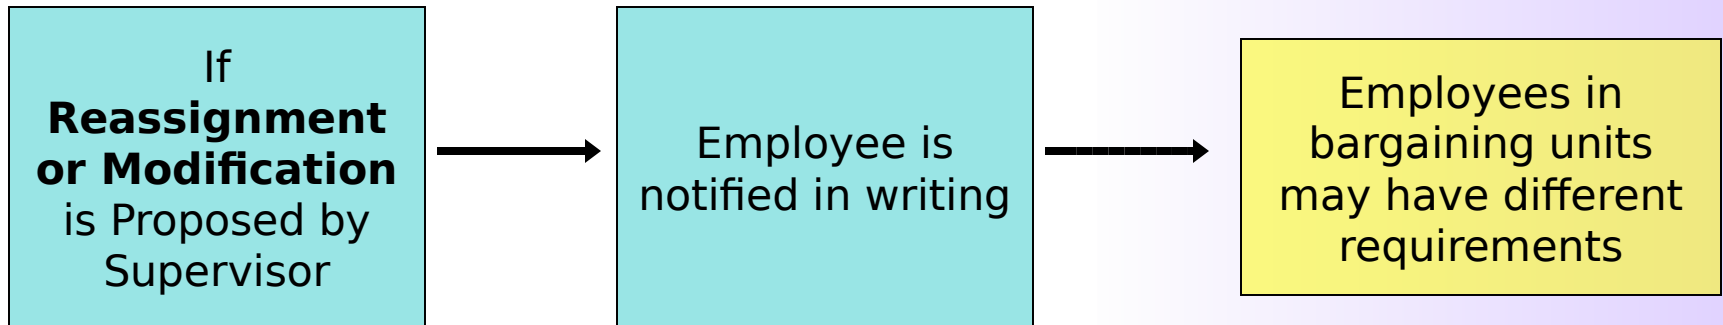 If
Reassignment
or Modification
is Proposed by
Supervisor
Employee is
notified in writing
Employees in
bargaining units
may have different
requirements